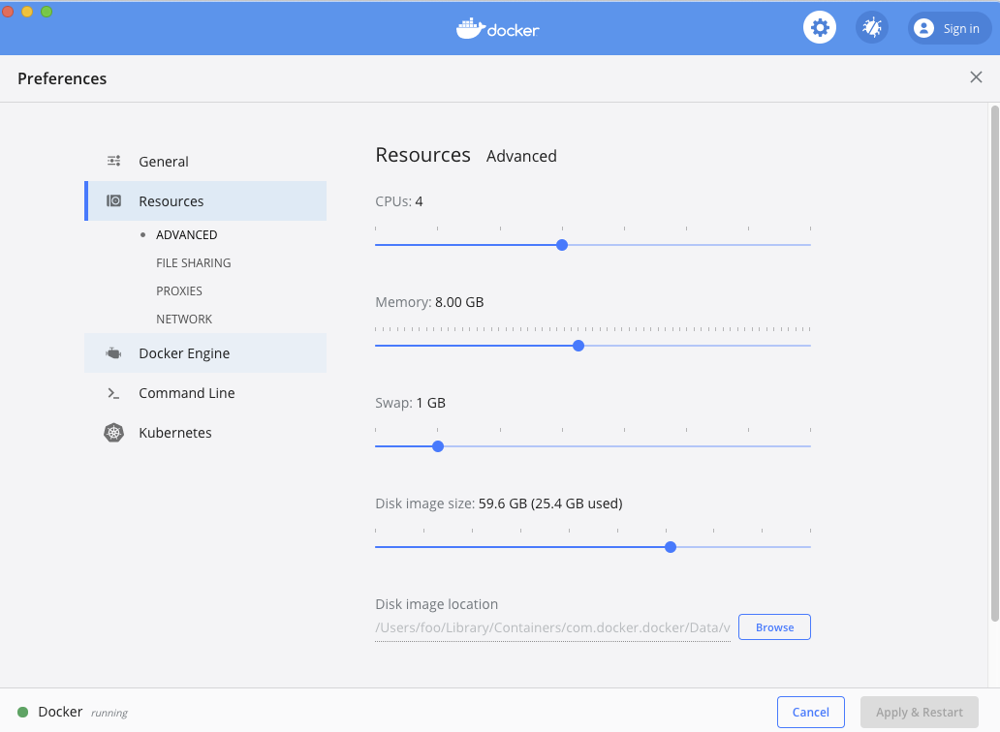 docker
Sign in
Preferences
General
Resources
ADVANCED
FILE SHARING
PROXIES
NETWORK
Docker Engine
Command Line
Kubernetes
Resources Advanced
CPUs: 4
Memory: 8.00 GB
Swap: 1 GB
Disk image size: 59.6 GB (25.4 GB used)
Disk image location
/Users/foo/Library/Containers/com.docker.docker/Data/v
Browse
Docker running
Cancel
Apply & Restart